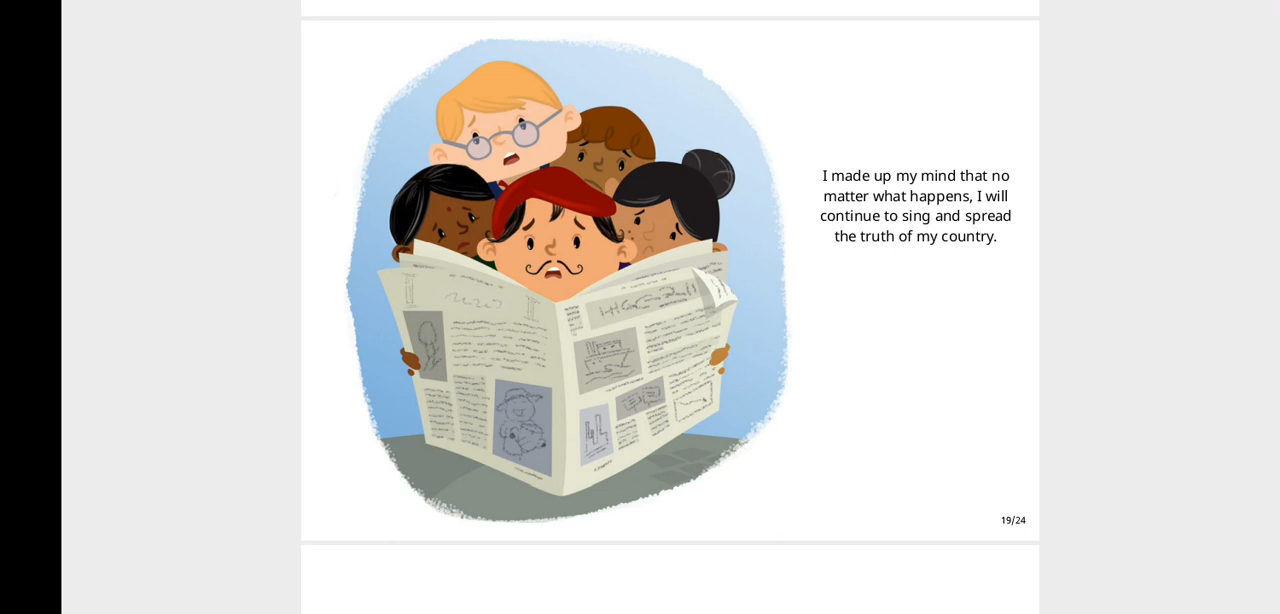 I made up my mind that no
matter what happens, I will
continue to sing and spread
the truth of my country.
19/24